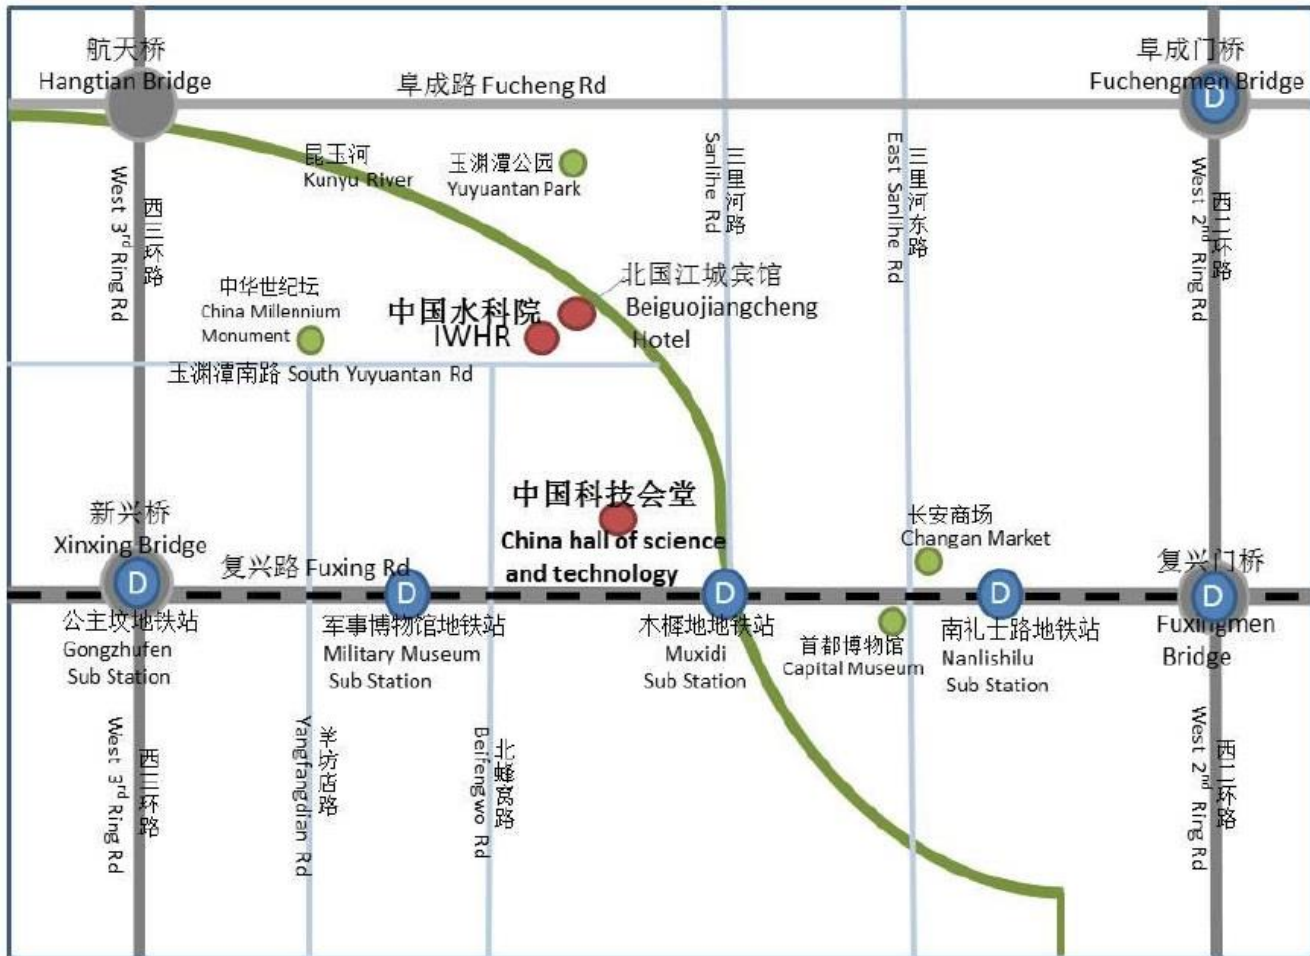 航天桥
Hangtian Bridge
阜成路 Fucheng Rd
阜成门桥
Fuchengmen Bridge
D
昆玉河
Kunyu River
玉渊潭公园
Yuyuantan Park
Sanlihe Rd
三里河路
East Sanlihe Rd
三里河东路
West 3rd Ring Rd
西三环路
West 2nd Ring Rd
西二环路
中华世纪坛
China Millennium
Monument
中国水科院
IWHR
北国江城宾馆
Beiguojiangcheng
Hotel
玉渊潭南路 South Yuyuantan Rd
中国科技会堂
China hall of science
and technology
新兴桥
Xinxing Bridge
D
复兴路 Fuxing Rd
D
D
长安商场
Changan Market
D
复兴门桥
D
Fuxingmen
Bridge
公主坟地铁站
Gongzhufen
Sub Station
军事博物馆地铁站
Military Museum
Sub Station
木樨地地铁站
Muxidi
Sub Station
首都博物馆
Capital Museum
南礼士路地铁站
Nanlishilu
Sub Station
West 3rd Ring Rd
西三环路
Yangfangdian Rd
羊坊店路
Beifengwo Rd
北蜂窝路
West 2nd Ring Rd
西二环路